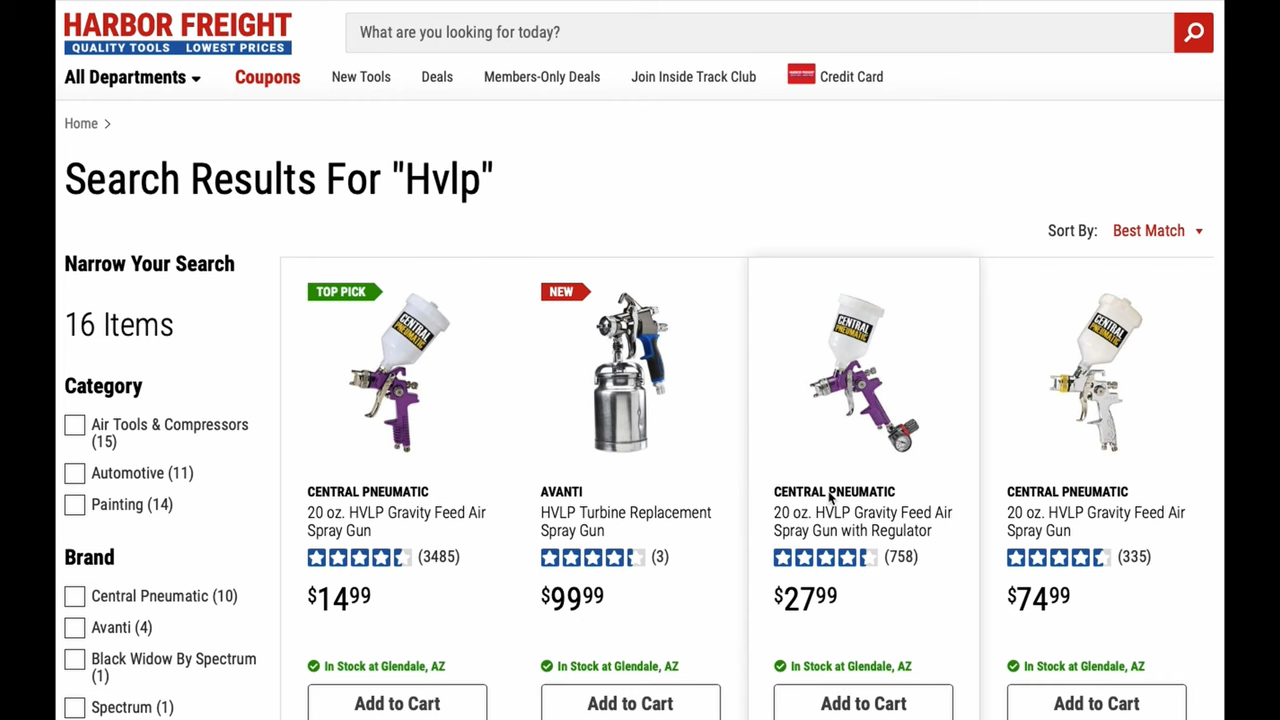 HARBOR FREIGHT
QUALITY TOOLS LOWEST PRICES
What are you looking for today?
All Departments
Coupons
New Tools
Deals
Members-Only Deals
Join Inside Track Club
Credit Card
Home >
Search Results For "Hvlp"
Sort By: Best Match
Narrow Your Search
16 Items
Category
Air Tools & Compressors
(15)
Automotive (11)
Painting (14)
Brand
Central Pneumatic (10)
Avanti (4)
Black Widow By Spectrum
(1)
Spectrum (1)
TOP PICK
CENTRAL
PNEUMATIC
CENTRAL PNEUMATIC
20 oz. HVLP Gravity Feed Air
Spray Gun
(3485)
$14.99
In Stock at Glendale, AZ
Add to Cart
NEW
AVANTI
HVLP Turbine Replacement
Spray Gun
(3)
$99.99
In Stock at Glendale, AZ
Add to Cart
CENTRAL
PNEUMATIC
CENTRAL PNEUMATIC
20 oz. HVLP Gravity Feed Air
Spray Gun with Regulator
(758)
$27.99
In Stock at Glendale, AZ
Add to Cart
CENTRAL
PNEUMATIC
CENTRAL PNEUMATIC
20 oz. HVLP Gravity Feed Air
Spray Gun
(335)
$74.99
In Stock at Glendale, AZ
Add to Cart